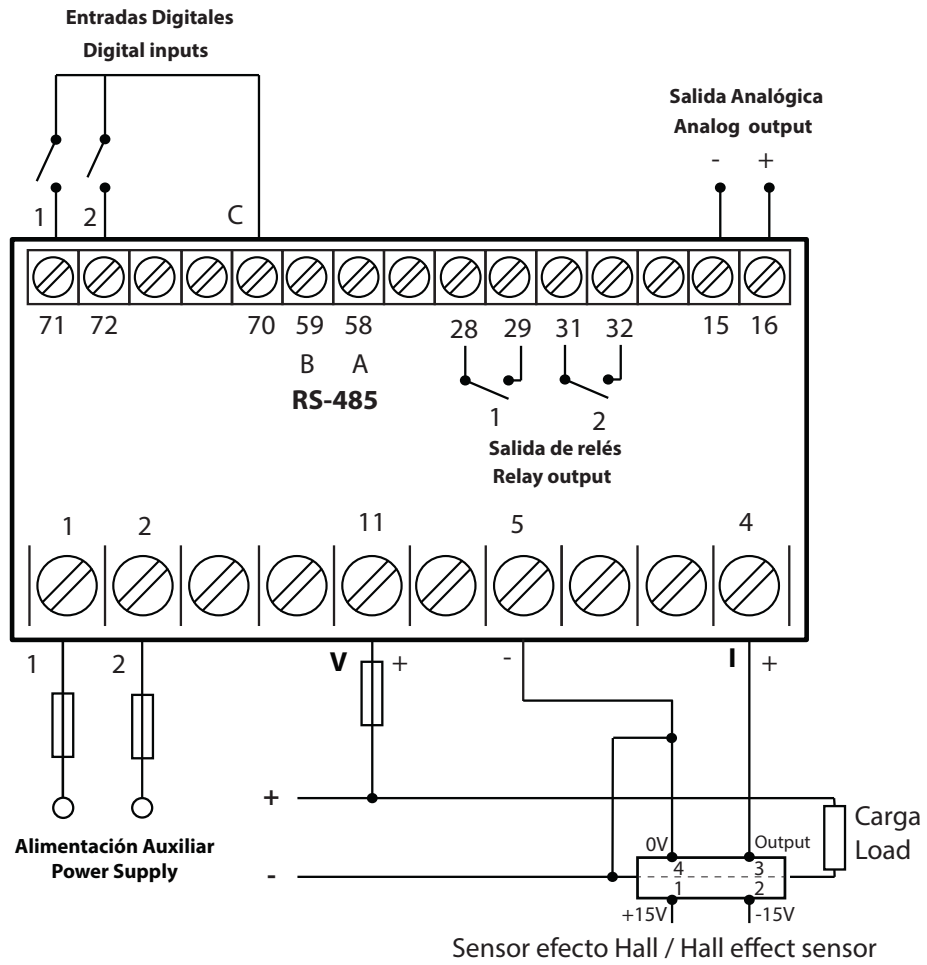 Entradas Digitales
Digital inputs
Salida Analógica
Analog output
- +
1 2 C
71 72 70 59 58 28 29 31 32 15 16
B A
RS-485
1 2
Salida de relés
Relay output
1 2 11 5 4
1 2 V + - I +
+
Carga
Load
0V Output
4 3
-
1 2
+15V -15V
Alimentación Auxiliar
Power Supply
Sensor efecto Hall / Hall effect sensor